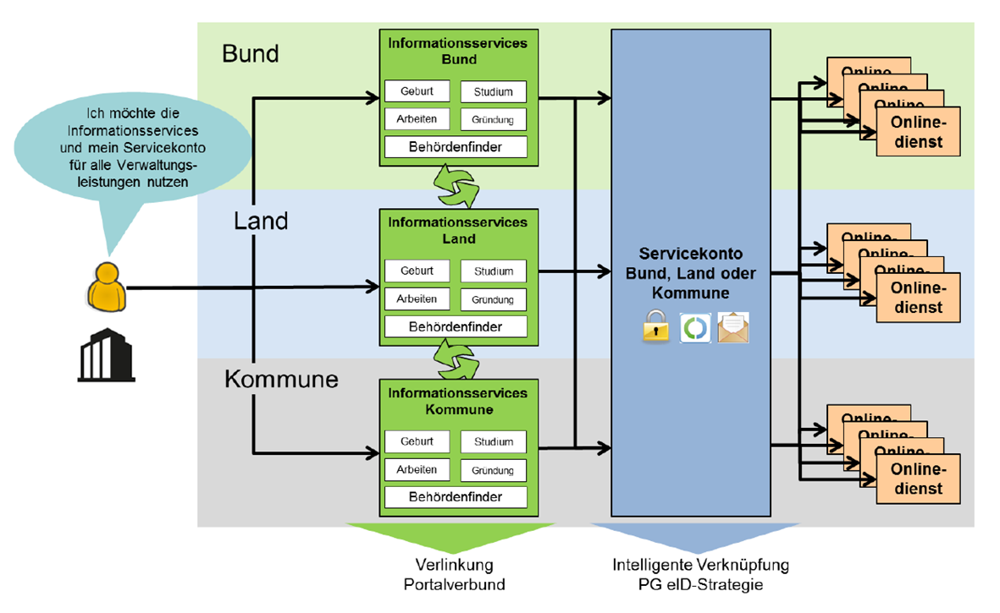 Bund
Ich möchte die
Informationsservices
und mein Servicekonto
für alle Verwaltungs-
leistungen nutzen
Informationsservices
Bund
Geburt
Studium
Arbeiten
Gründung
Behördenfinder
Online
Online
Online
Online-
dienst
Land
Informationsservices
Land
Geburt
Studium
Arbeiten
Gründung
Behördenfinder
Servicekonto
Bund, Land oder
Kommune
Online
Online-
Online-
Online-
dienst
Kommune
Informationsservices
Kommune
Geburt
Studium
Arbeiten
Gründung
Behördenfinder
Online-
Online-
Online-
Online-
dienst
Verlinkung
Portalverbund
Intelligente Verknüpfung
PG eID-Strategie